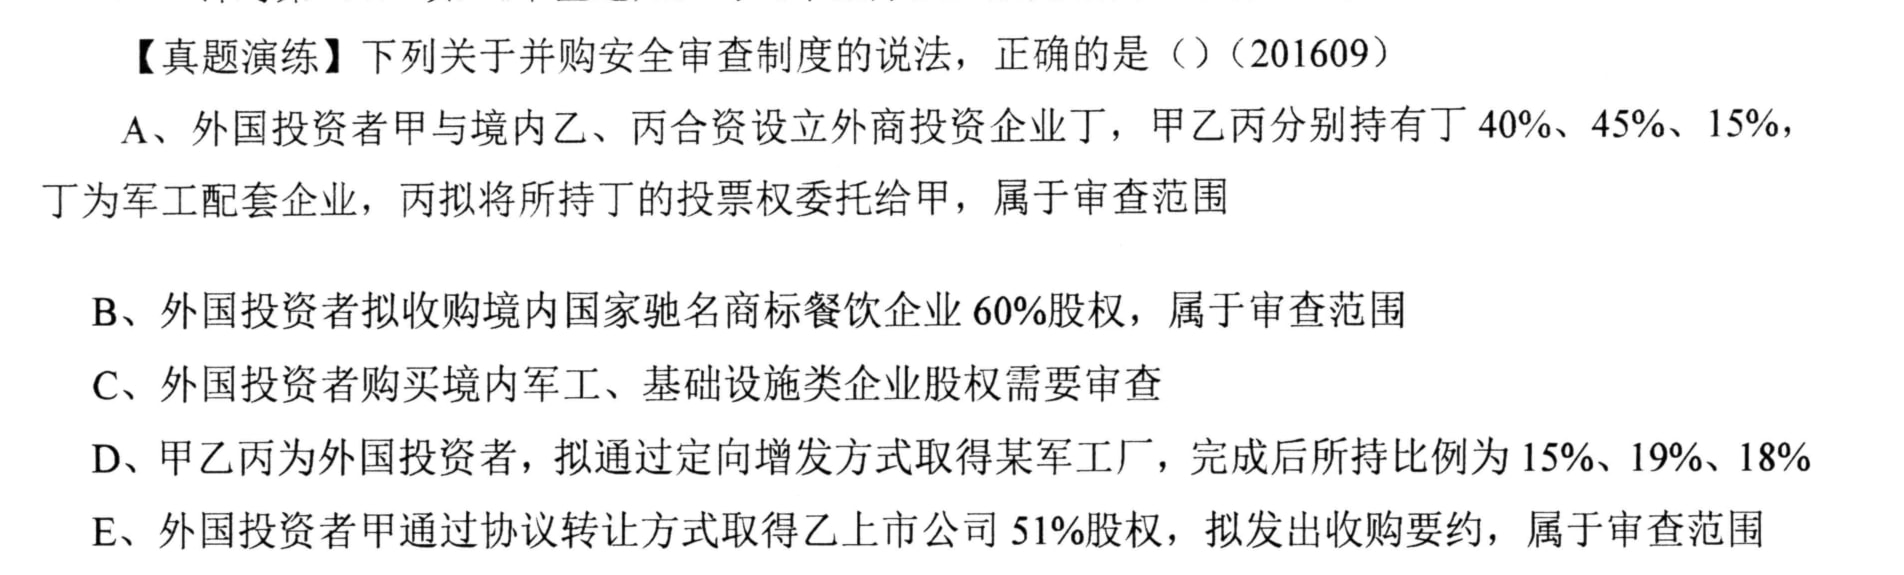 【真题演练】下列关于并购安全审查制度的说法，正确的是（）（201609）
A、外国投资者甲与境内乙、丙合资设立外商投资企业丁，甲乙丙分别持有丁 40%、45%、15%，
丁为军工配套企业，丙拟将所持丁的投票权委托给甲，属于审查范围
B、外国投资者拟收购境内国家驰名商标餐饮企业 60%股权，属于审查范围
C、外国投资者购买境内军工、基础设施类企业股权需要审查
D、甲乙丙为外国投资者，拟通过定向增发方式取得某军工厂，完成后所持比例为 15%、19%、18%
E、外国投资者甲通过协议转让方式取得乙上市公司 51%股权，拟发出收购要约，属于审查范围